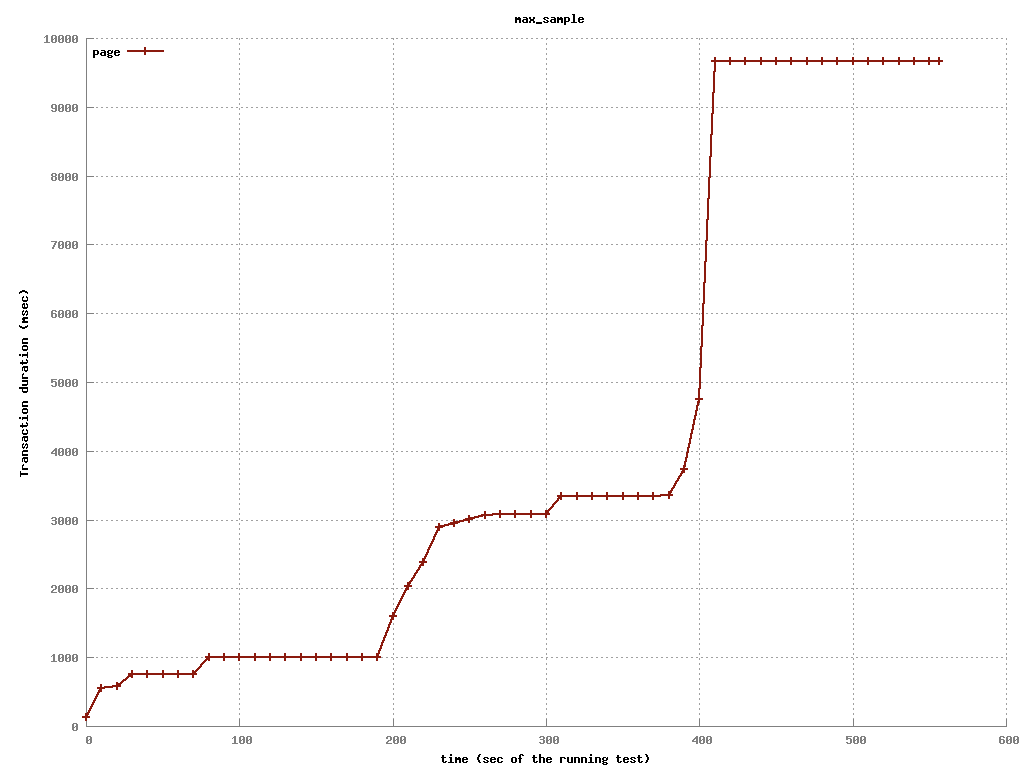 max_sample
page
10000
9000
8000
7000
6000
5000
4000
3000
2000
1000
0
Transaction duration (msec)
0 100 200 300 400 500 600
time (sec of the running test)